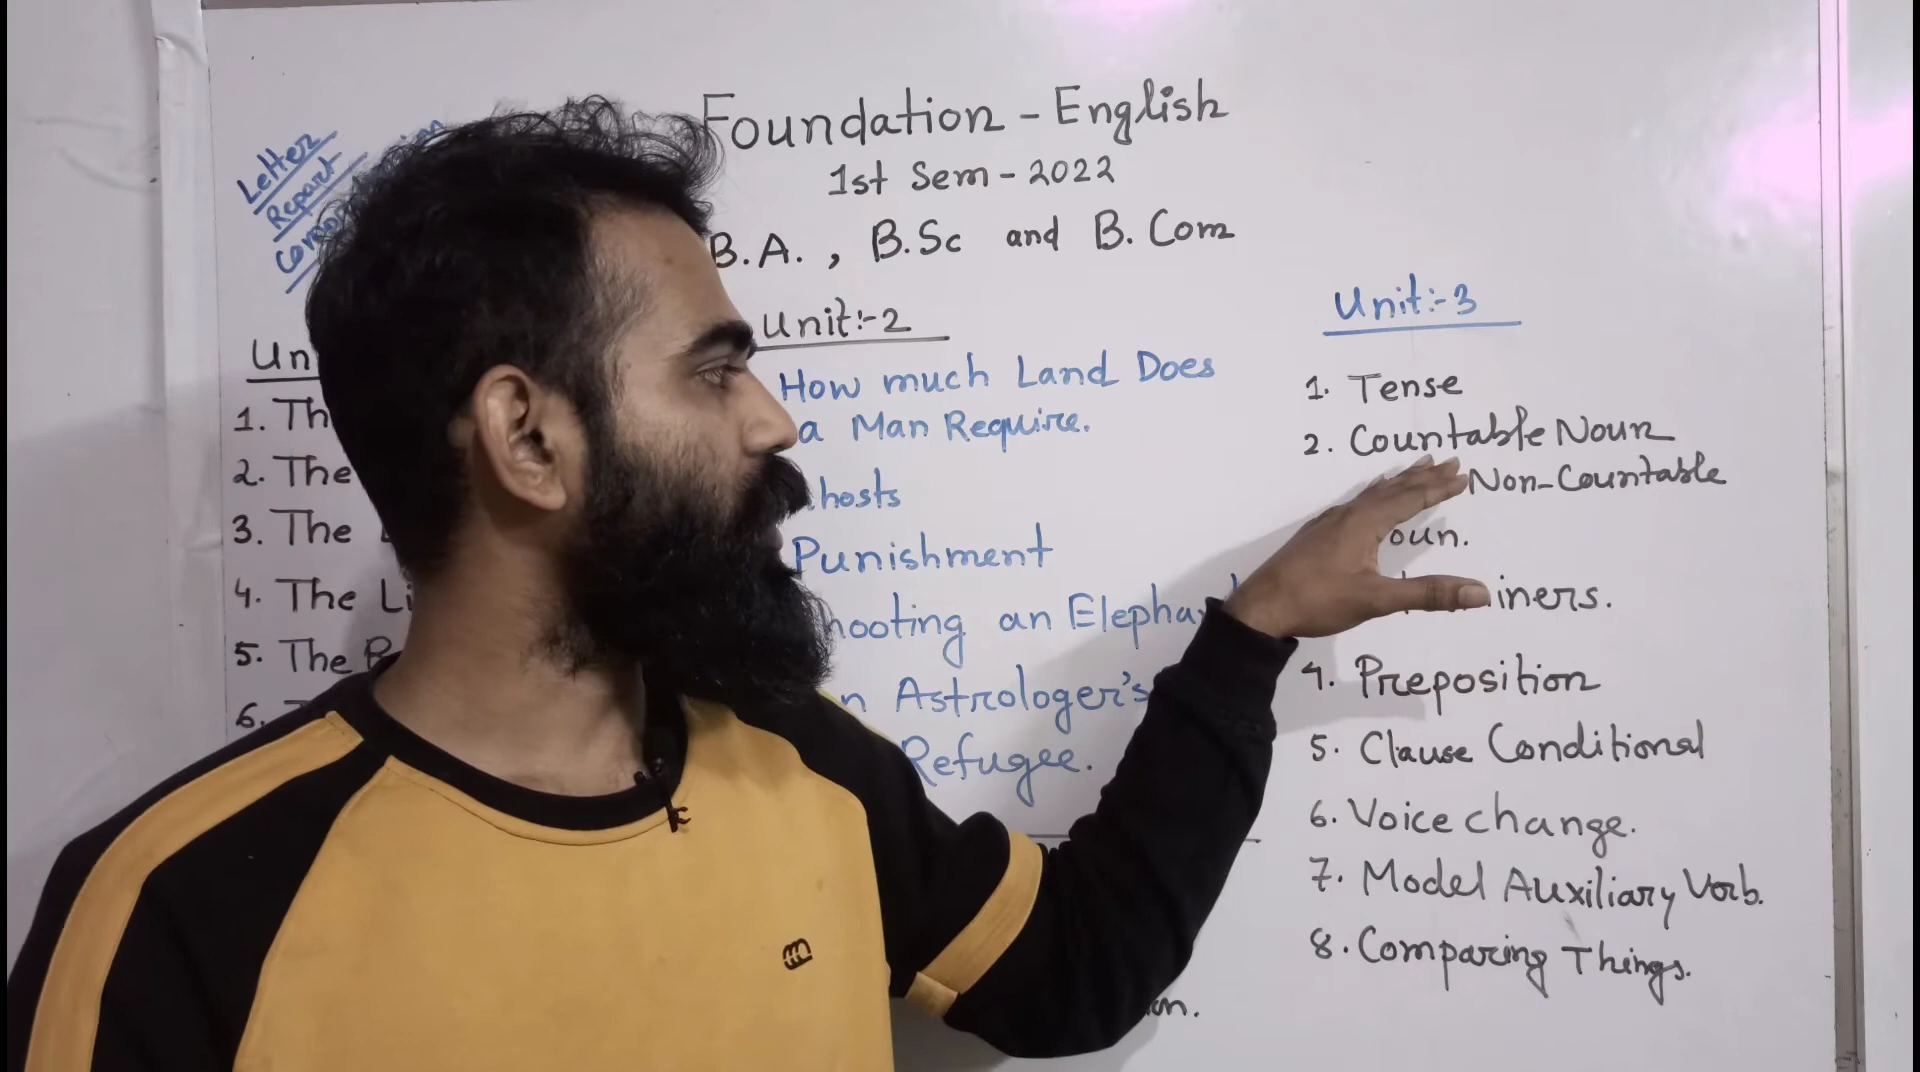 Letter
Report
Foundation - English
1st Sem - 2022
B.A. , B.Sc and B. Com
Un
1. Th
2. The
3. The
4. The Li
5. The
6.
Unit:-2
How much Land Does
a Man Require.
hosts
Punishment
hooting an Elepha
n Astrologer's
Refugee.
Unit:-3
1. Tense
2. Countable Noun
Non-Countable
oun.
iners.
4. Preposition
5. Clause Conditional
6. Voice change.
7. Model Auxiliary Verb.
8. Comparing Things.